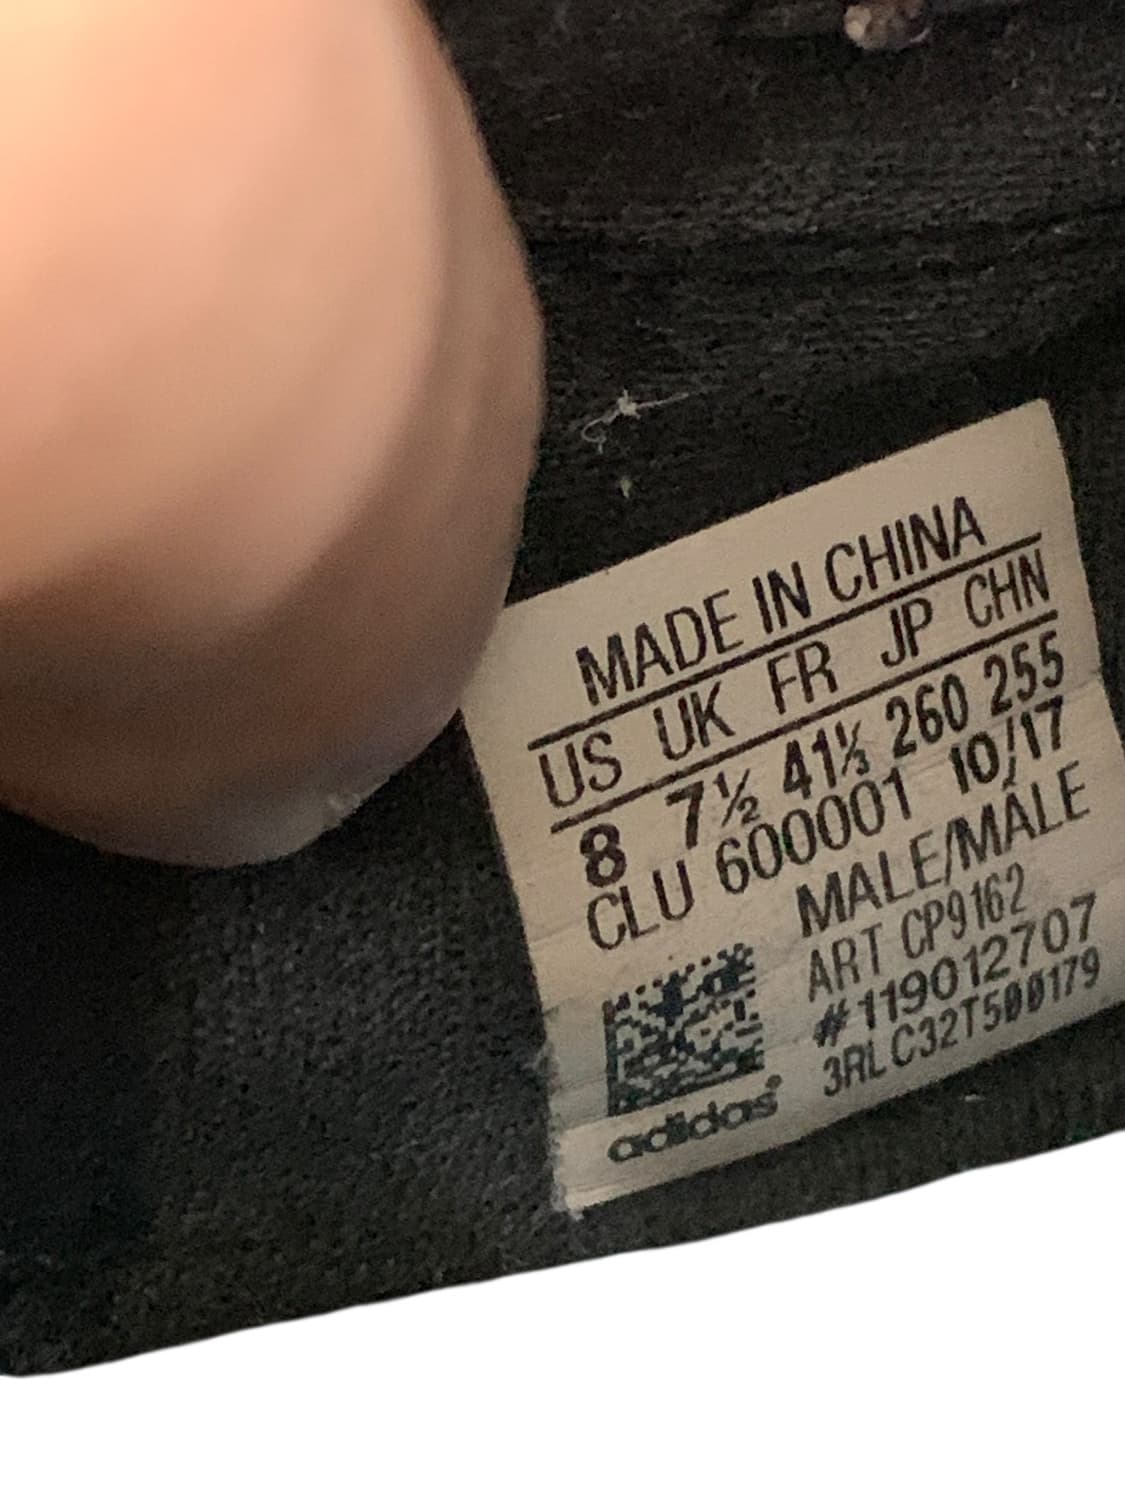 MADE IN CHINA
US UK FR JP CHN
8 7½ 41⅓ 260 255
CLU 600001 10/17
MALE/MÂLE
ART CP9162
#119012707
3RLC32T500179
adidas®